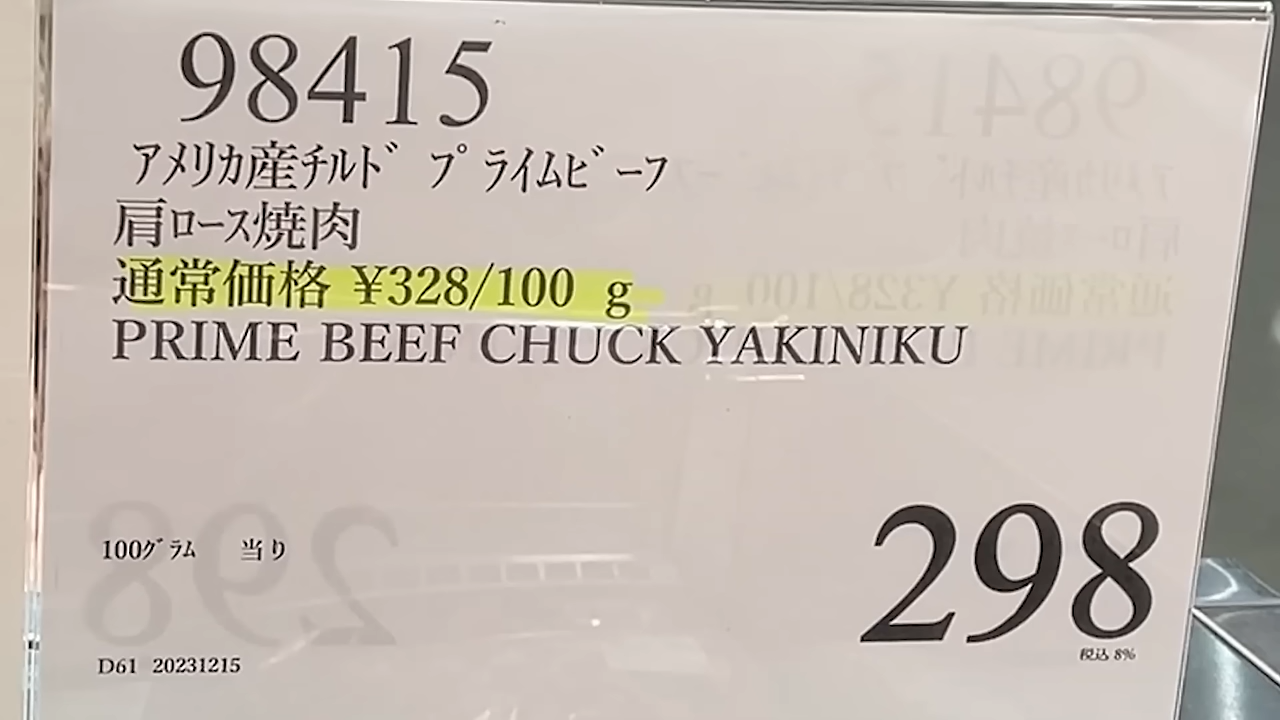 98415
ｱﾒﾘｶ産ﾁﾙﾄﾞ ﾌﾟﾗｲﾑﾋﾞｰﾌ
肩ﾛｰｽ焼肉
通常価格 ¥328/100 g
PRIME BEEF CHUCK YAKINIKU
100ｸﾞﾗﾑ 当り
298
税込 8%
D61 20231215